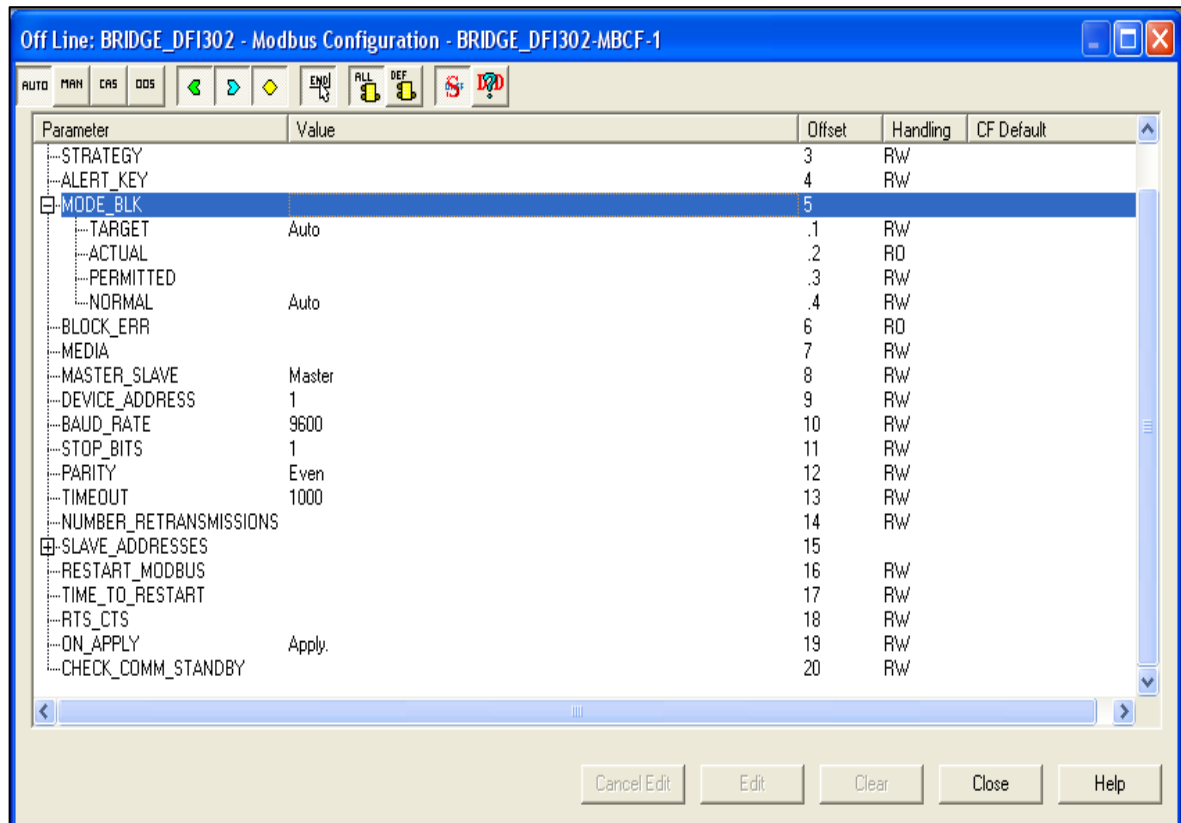 Off Line: BRIDGE_DFI302 - Modbus Configuration - BRIDGE_DFI302-MBCF-1
AUTO MAN CAS OOS END ALL DEF S DD?
Parameter Value Offset Handling CF Default
STRATEGY 3 RW
ALERT_KEY 4 RW
MODE_BLK 5
TARGET Auto .1 RW
ACTUAL .2 RO
PERMITTED .3 RW
NORMAL Auto .4 RW
BLOCK_ERR 6 RO
MEDIA 7 RW
MASTER_SLAVE Master 8 RW
DEVICE_ADDRESS 1 9 RW
BAUD_RATE 9600 10 RW
STOP_BITS 1 11 RW
PARITY Even 12 RW
TIMEOUT 1000 13 RW
NUMBER_RETRANSMISSIONS 14 RW
SLAVE_ADDRESSES 15
RESTART_MODBUS 16 RW
TIME_TO_RESTART 17 RW
RTS_CTS 18 RW
ON_APPLY Apply. 19 RW
CHECK_COMM_STANDBY 20 RW
Cancel Edit Edit Clear Close Help